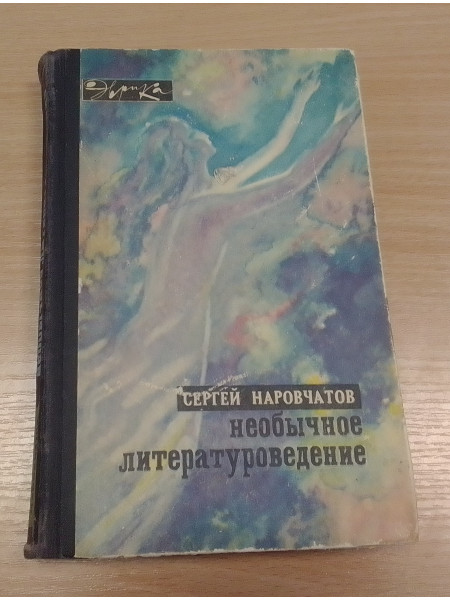 Эврика
СЕРГЕЙ НАРОВЧАТОВ
необычное
литературоведение